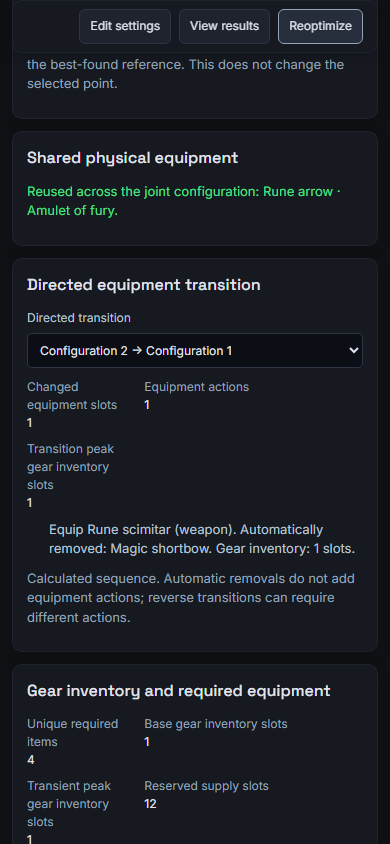 Edit settings
View results
Reoptimize
the best-found reference. This does not change the
selected point.
Shared physical equipment
Reused across the joint configuration: Rune arrow ·
Amulet of fury.
Directed equipment transition
Directed transition
Configuration 2 → Configuration 1
Changed
equipment slots
1
Equipment actions
1
Transition peak
gear inventory
slots
1
Equip Rune scimitar (weapon). Automatically
removed: Magic shortbow. Gear inventory: 1 slots.
Calculated sequence. Automatic removals do not add
equipment actions; reverse transitions can require
different actions.
Gear inventory and required equipment
Unique required
items
4
Base gear inventory slots
1
Transient peak
gear inventory
slots
1
Reserved supply slots
12